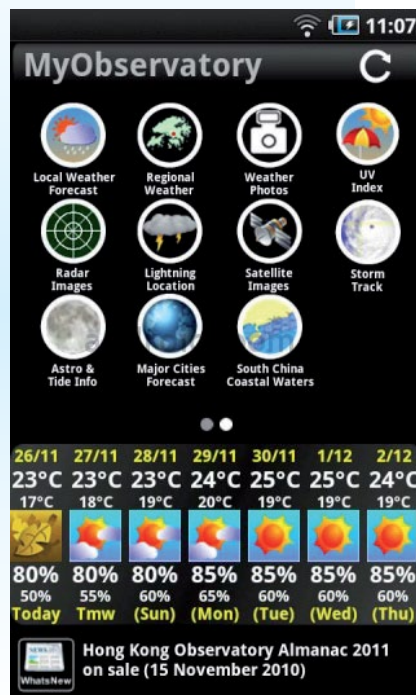 11:07
MyObservatory
Local Weather
Forecast
Regional
Weather
Weather
Photos
UV
Index
Radar
Images
Lightning
Location
Satellite
Images
Storm
Track
Astro &
Tide Info
Major Cities
Forecast
South China
Coastal Waters
26/11 27/11 28/11 29/11 30/11 1/12 2/12
23°C 23°C 23°C 24°C 25°C 25°C 24°C
17°C 18°C 19°C 20°C 19°C 19°C 19°C
80% 80% 80% 85% 85% 85% 85%
50% 55% 60% 65% 60% 60% 60%
Today Tmw (Sun) (Mon) (Tue) (Wed) (Thu)
NEWS
WhatsNew
Hong Kong Observatory Almanac 2011
on sale (15 November 2010)